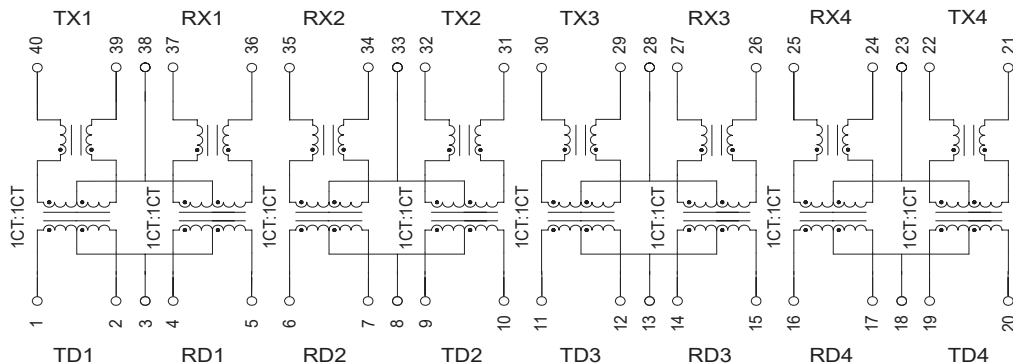 TX1 RX1 RX2 TX2 TX3 RX3 RX4 TX4
40 39 38 37 36 35 34 33 32 31 30 29 28 27 26 25 24 23 22 21
1CT:1CT 1CT:1CT 1CT:1CT 1CT:1CT 1CT:1CT 1CT:1CT 1CT:1CT 1CT:1CT
1 2 3 4 5 6 7 8 9 10 11 12 13 14 15 16 17 18 19 20
TD1 RD1 RD2 TD2 TD3 RD3 RD4 TD4